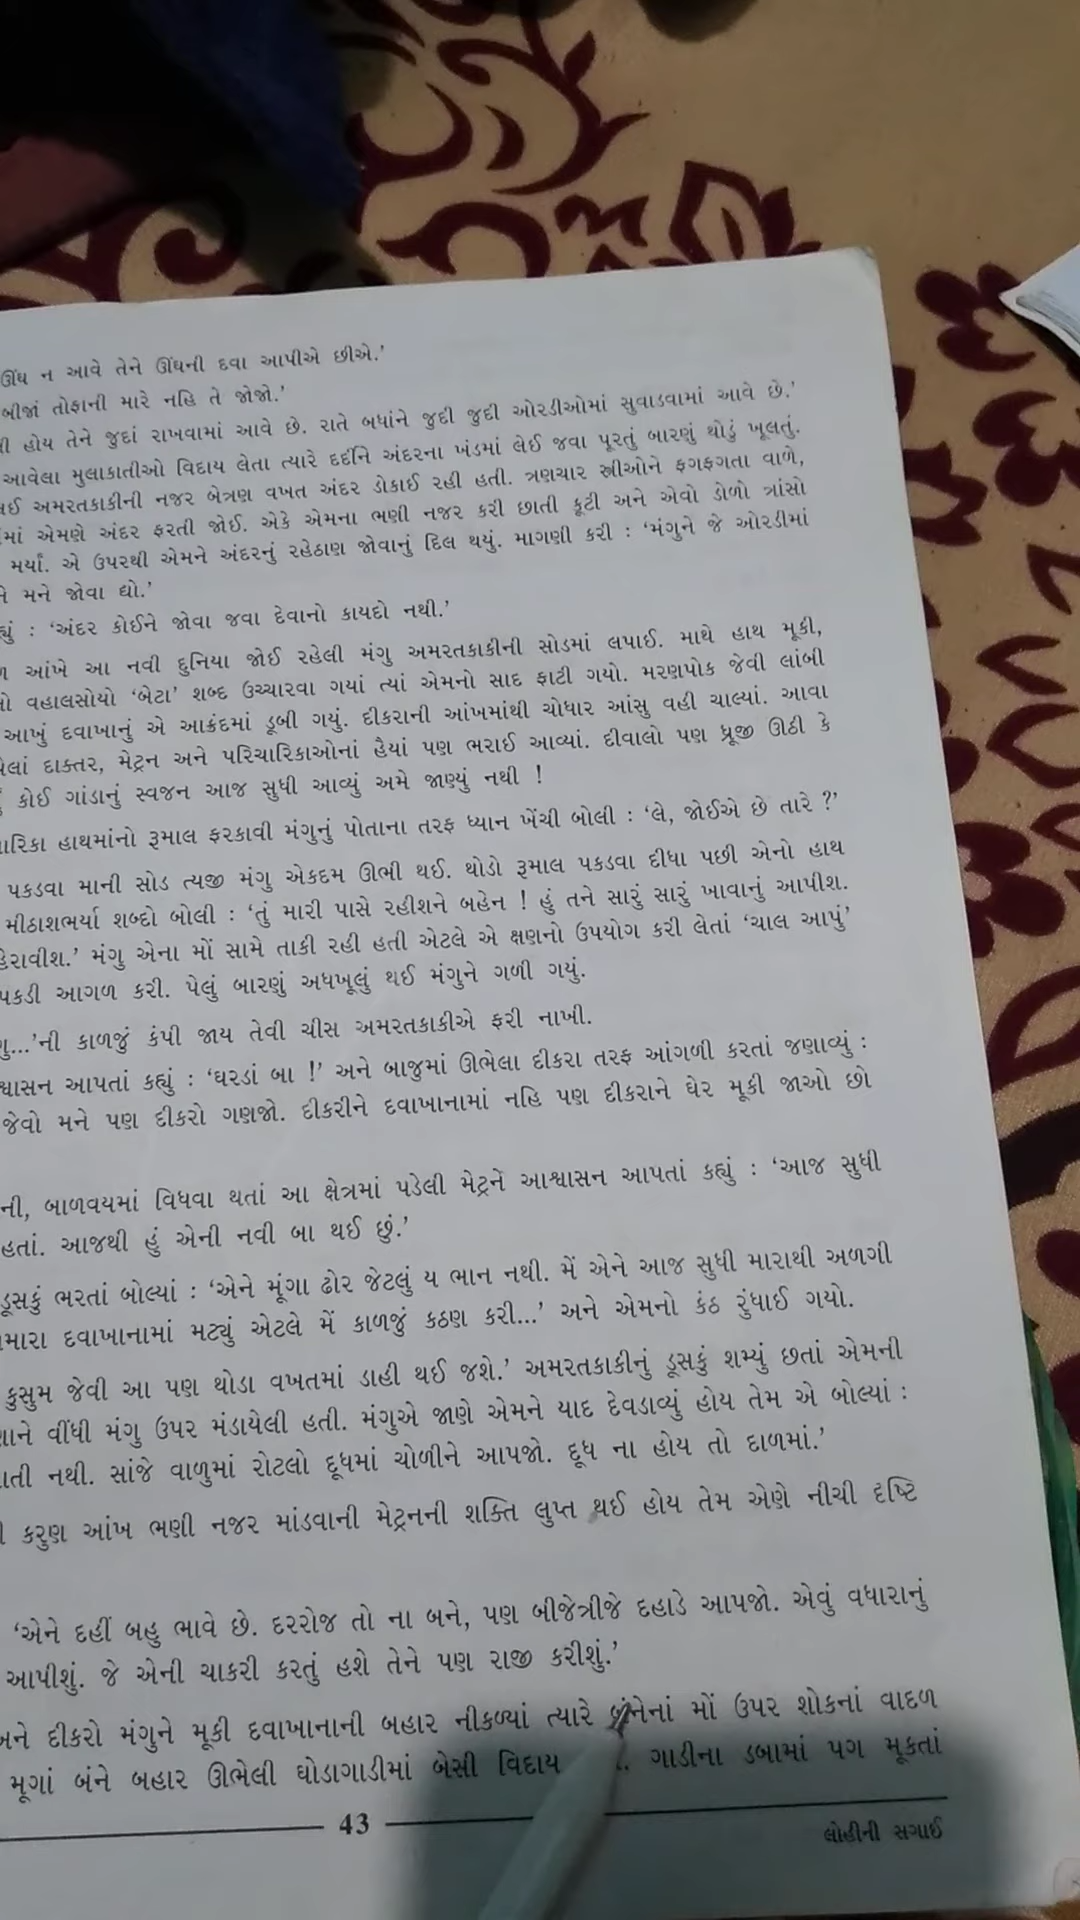 ઊંઘ ન આવે તેને ઊંઘની દવા આપીએ છીએ.’
બીજાં તોફાની મારે નહિ તે જોજો.’
હોય તેને જુદાં રાખવામાં આવે છે. રાતે બધાંને જુદી જુદી ઓરડીઓમાં સુવાડવામાં આવે છે.’
આવેલા મુલાકાતીઓ વિદાય લેતા ત્યારે દર્દીને અંદરના ખંડમાં લેઈ જવા પૂરતું બારણું થોડું ખૂલતું.
અમરતકાકીની નજર બેત્રણ વખત અંદર ડોકાઈ રહી હતી. ત્રણચાર સ્ત્રીઓને ફગફગતા વાળે,
એમણે અંદર ફરતી જોઈ. એકે એમના ભણી નજર કરી છાતી કૂટી અને એવો ડોળો ત્રાંસો
મર્યાં. એ ઉપરથી એમને અંદરનું રહેઠાણ જોવાનું દિલ થયું. માગણી કરી : ‘મંગુને જે ઓરડીમાં
મને જોવા દ્યો.’
: ‘અંદર કોઈને જોવા જવા દેવાનો કાયદો નથી.’
આંખે આ નવી દુનિયા જોઈ રહેલી મંગુ અમરતકાકીની સોડમાં લપાઈ. માથે હાથ મૂકી,
વહાલસોયો ‘બેટા’ શબ્દ ઉચ્ચારવા ગયાં ત્યાં એમનો સાદ ફાટી ગયો. મરણપોક જેવી લાંબી
આખું દવાખાનું એ આક્રંદમાં ડૂબી ગયું. દીકરાની આંખમાંથી ચોધાર આંસુ વહી ચાલ્યાં. આવા
દાક્તર, મેટ્રન અને પરિચારિકાઓનાં હૈયાં પણ ભરાઈ આવ્યાં. દીવાલો પણ ધ્રૂજી ઊઠી કે
કોઈ ગાંડાનું સ્વજન આજ સુધી આવ્યું અમે જાણ્યું નથી !
હાથમાંનો રૂમાલ ફરકાવી મંગુનું પોતાના તરફ ધ્યાન ખેંચી બોલી : ‘લે, જોઈએ છે તારે ?’
પકડવા માની સોડ ત્યજી મંગુ એકદમ ઊભી થઈ. થોડો રૂમાલ પકડવા દીધા પછી એનો હાથ
મીઠાશભર્યા શબ્દો બોલી : ‘તું મારી પાસે રહીશને બહેન ! હું તને સારું સારું ખાવાનું આપીશ.
મંગુ એના મોં સામે તાકી રહી હતી એટલે એ ક્ષણનો ઉપયોગ કરી લેતાં ‘ચાલ આપું’
પકડી આગળ કરી. પેલું બારણું અધખૂલું થઈ મંગુને ગળી ગયું.
કાળજું કંપી જાય તેવી ચીસ અમરતકાકીએ ફરી નાખી.
આપતાં કહ્યું : ‘ઘરડાં બા !’ અને બાજુમાં ઊભેલા દીકરા તરફ આંગળી કરતાં જણાવ્યું :
જેવો મને પણ દીકરો ગણજો. દીકરીને દવાખાનામાં નહિ પણ દીકરાને ઘેર મૂકી જાઓ છો
બાળવયમાં વિધવા થતાં આ ક્ષેત્રમાં પડેલી મેટ્રને આશ્વાસન આપતાં કહ્યું : ‘આજ સુધી
હતાં. આજથી હું એની નવી બા થઈ છું.’
ડૂસકું ભરતાં બોલ્યાં : ‘એને મૂંગા ઢોર જેટલું ય ભાન નથી. મેં એને આજ સુધી મારાથી અળગી
દવાખાનામાં મટ્યું એટલે મેં કાળજું કઠણ કરી...’ અને એમનો કંઠ રુંધાઈ ગયો.
કુસુમ જેવી આ પણ થોડા વખતમાં ડાહી થઈ જશે.’ અમરતકાકીનું ડૂસકું શમ્યું છતાં એમની
વીંધી મંગુ ઉપર મંડાયેલી હતી. મંગુએ જાણે એમને યાદ દેવડાવ્યું હોય તેમ એ બોલ્યાં :
નથી. સાંજે વાળુમાં રોટલો દૂધમાં ચોળીને આપજો. દૂધ ના હોય તો દાળમાં.’
કરુણ આંખ ભણી નજર માંડવાની મેટ્રનની શક્તિ લુપ્ત થઈ હોય તેમ એણે નીચી દૃષ્ટિ
‘એને દહીં બહુ ભાવે છે. દરરોજ તો ના બને, પણ બીજેત્રીજે દહાડે આપજો. એવું વધારાનું
આપીશું. જે એની ચાકરી કરતું હશે તેને પણ રાજી કરીશું.’
દીકરો મંગુને મૂકી દવાખાનાની બહાર નીકળ્યાં ત્યારે બંનેનાં મોં ઉપર શોકનાં વાદળ
મૂગાં બંને બહાર ઊભેલી ઘોડાગાડીમાં બેસી વિદાય ગાડીના ડબામાં પગ મૂકતાં
43
લોહીની સગાઈ